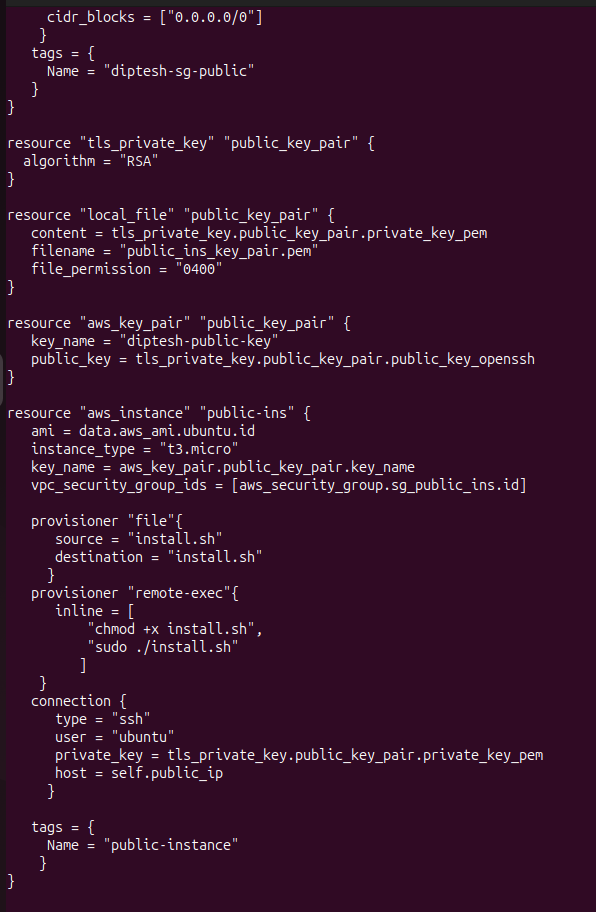 cidr_blocks = ["0.0.0.0/0"]
}
tags = {
Name = "diptesh-sg-public"
}
}
resource "tls_private_key" "public_key_pair" {
algorithm = "RSA"
}
resource "local_file" "public_key_pair" {
content = tls_private_key.public_key_pair.private_key_pem
filename = "public_ins_key_pair.pem"
file_permission = "0400"
}
resource "aws_key_pair" "public_key_pair" {
key_name = "diptesh-public-key"
public_key = tls_private_key.public_key_pair.public_key_openssh
}
resource "aws_instance" "public-ins" {
ami = data.aws_ami.ubuntu.id
instance_type = "t3.micro"
key_name = aws_key_pair.public_key_pair.key_name
vpc_security_group_ids = [aws_security_group.sg_public_ins.id]
provisioner "file"{
source = "install.sh"
destination = "install.sh"
}
provisioner "remote-exec"{
inline = [
"chmod +x install.sh",
"sudo ./install.sh"
]
}
connection {
type = "ssh"
user = "ubuntu"
private_key = tls_private_key.public_key_pair.private_key_pem
host = self.public_ip
}
tags = {
Name = "public-instance"
}
}